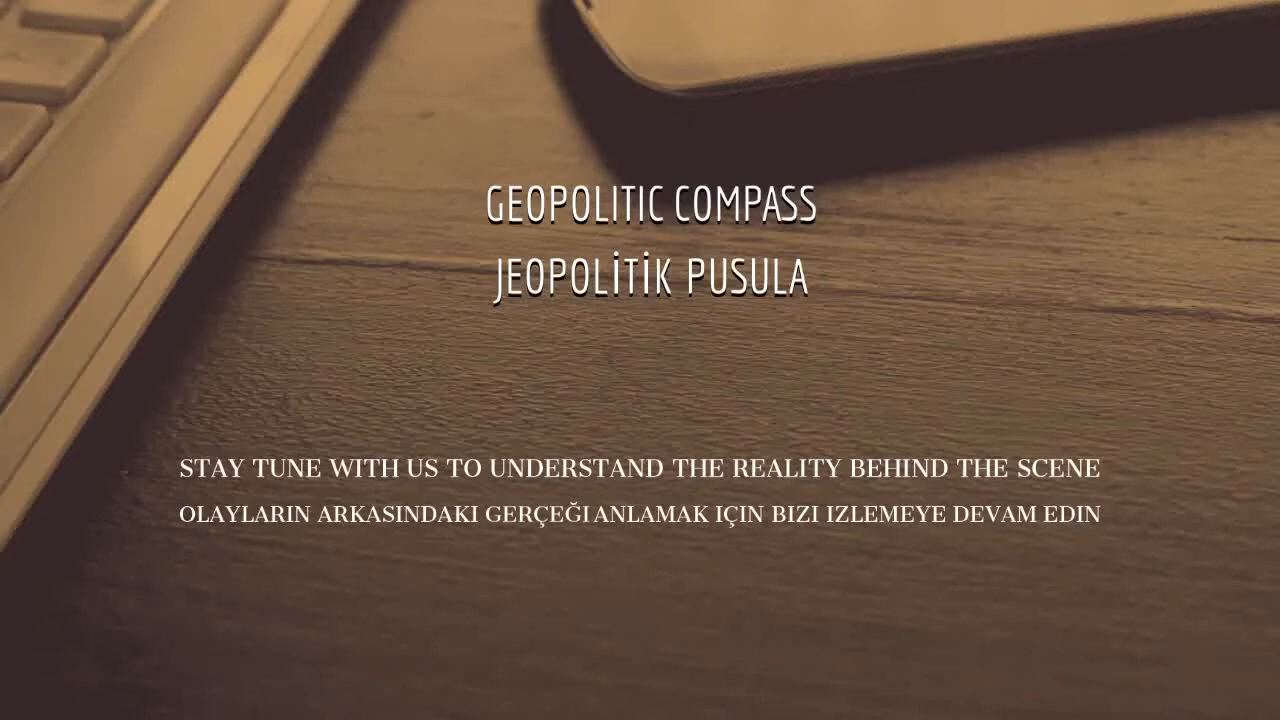 GEOPOLITIC COMPASS
JEOPOLİTİK PUSULA
STAY TUNE WITH US TO UNDERSTAND THE REALITY BEHIND THE SCENE
OLAYLARIN ARKASINDAKI GERÇEĞI ANLAMAK IÇIN BIZI IZLEMEYE DEVAM EDIN